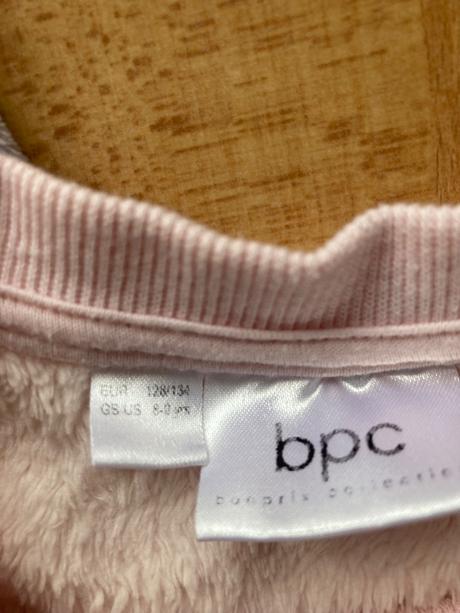 EUR 128/134
GB US 8-9 yrs
bpc
bonprix collection